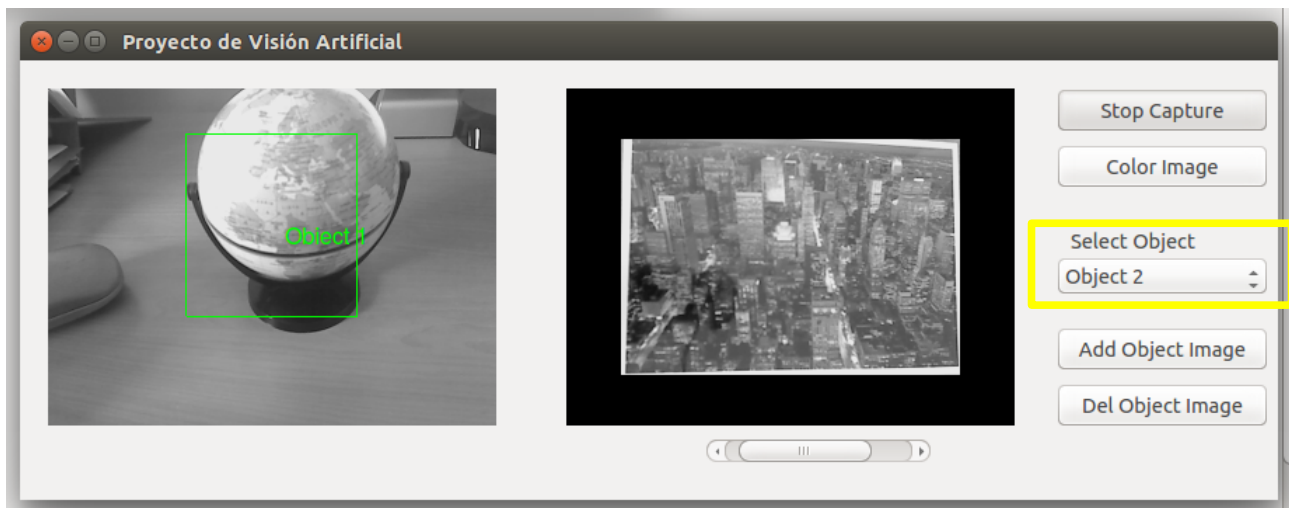 Proyecto de Visión Artificial
Object 1
Stop Capture
Color Image
Select Object
Object 2
Add Object Image
Del Object Image